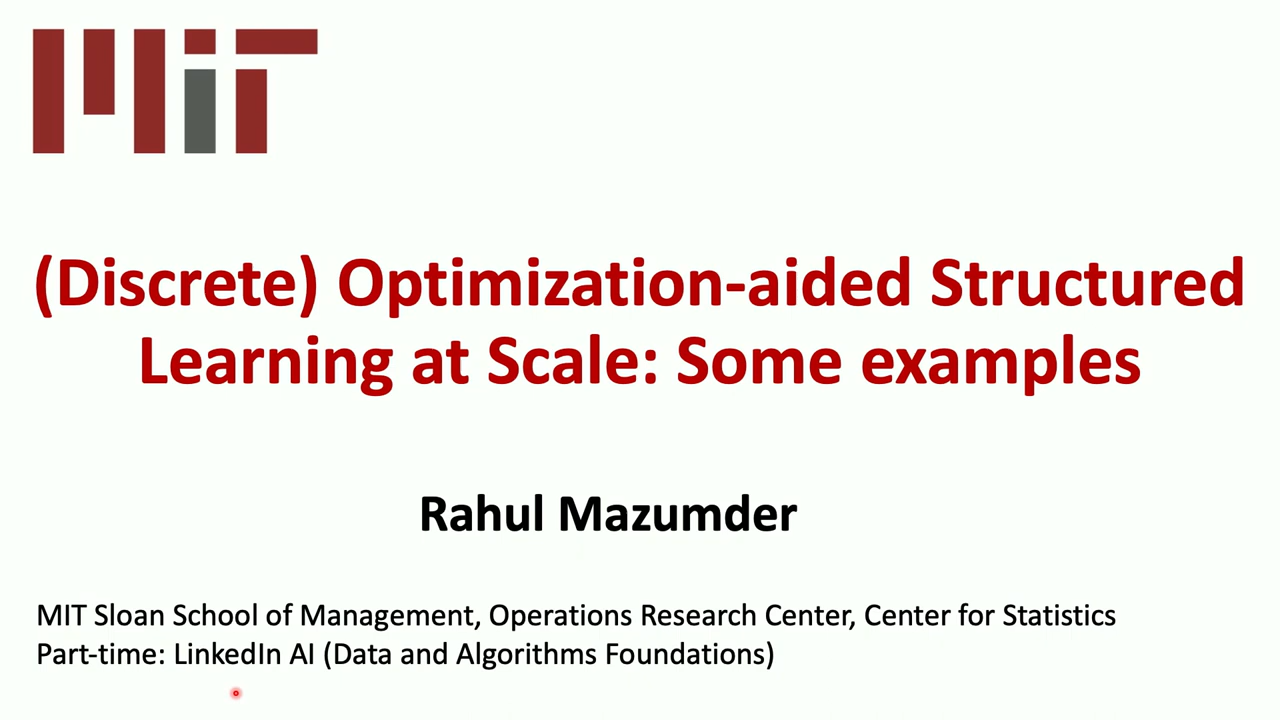 MIT
(Discrete) Optimization-aided Structured
Learning at Scale: Some examples
Rahul Mazumder
MIT Sloan School of Management, Operations Research Center, Center for Statistics
Part-time: LinkedIn AI (Data and Algorithms Foundations)